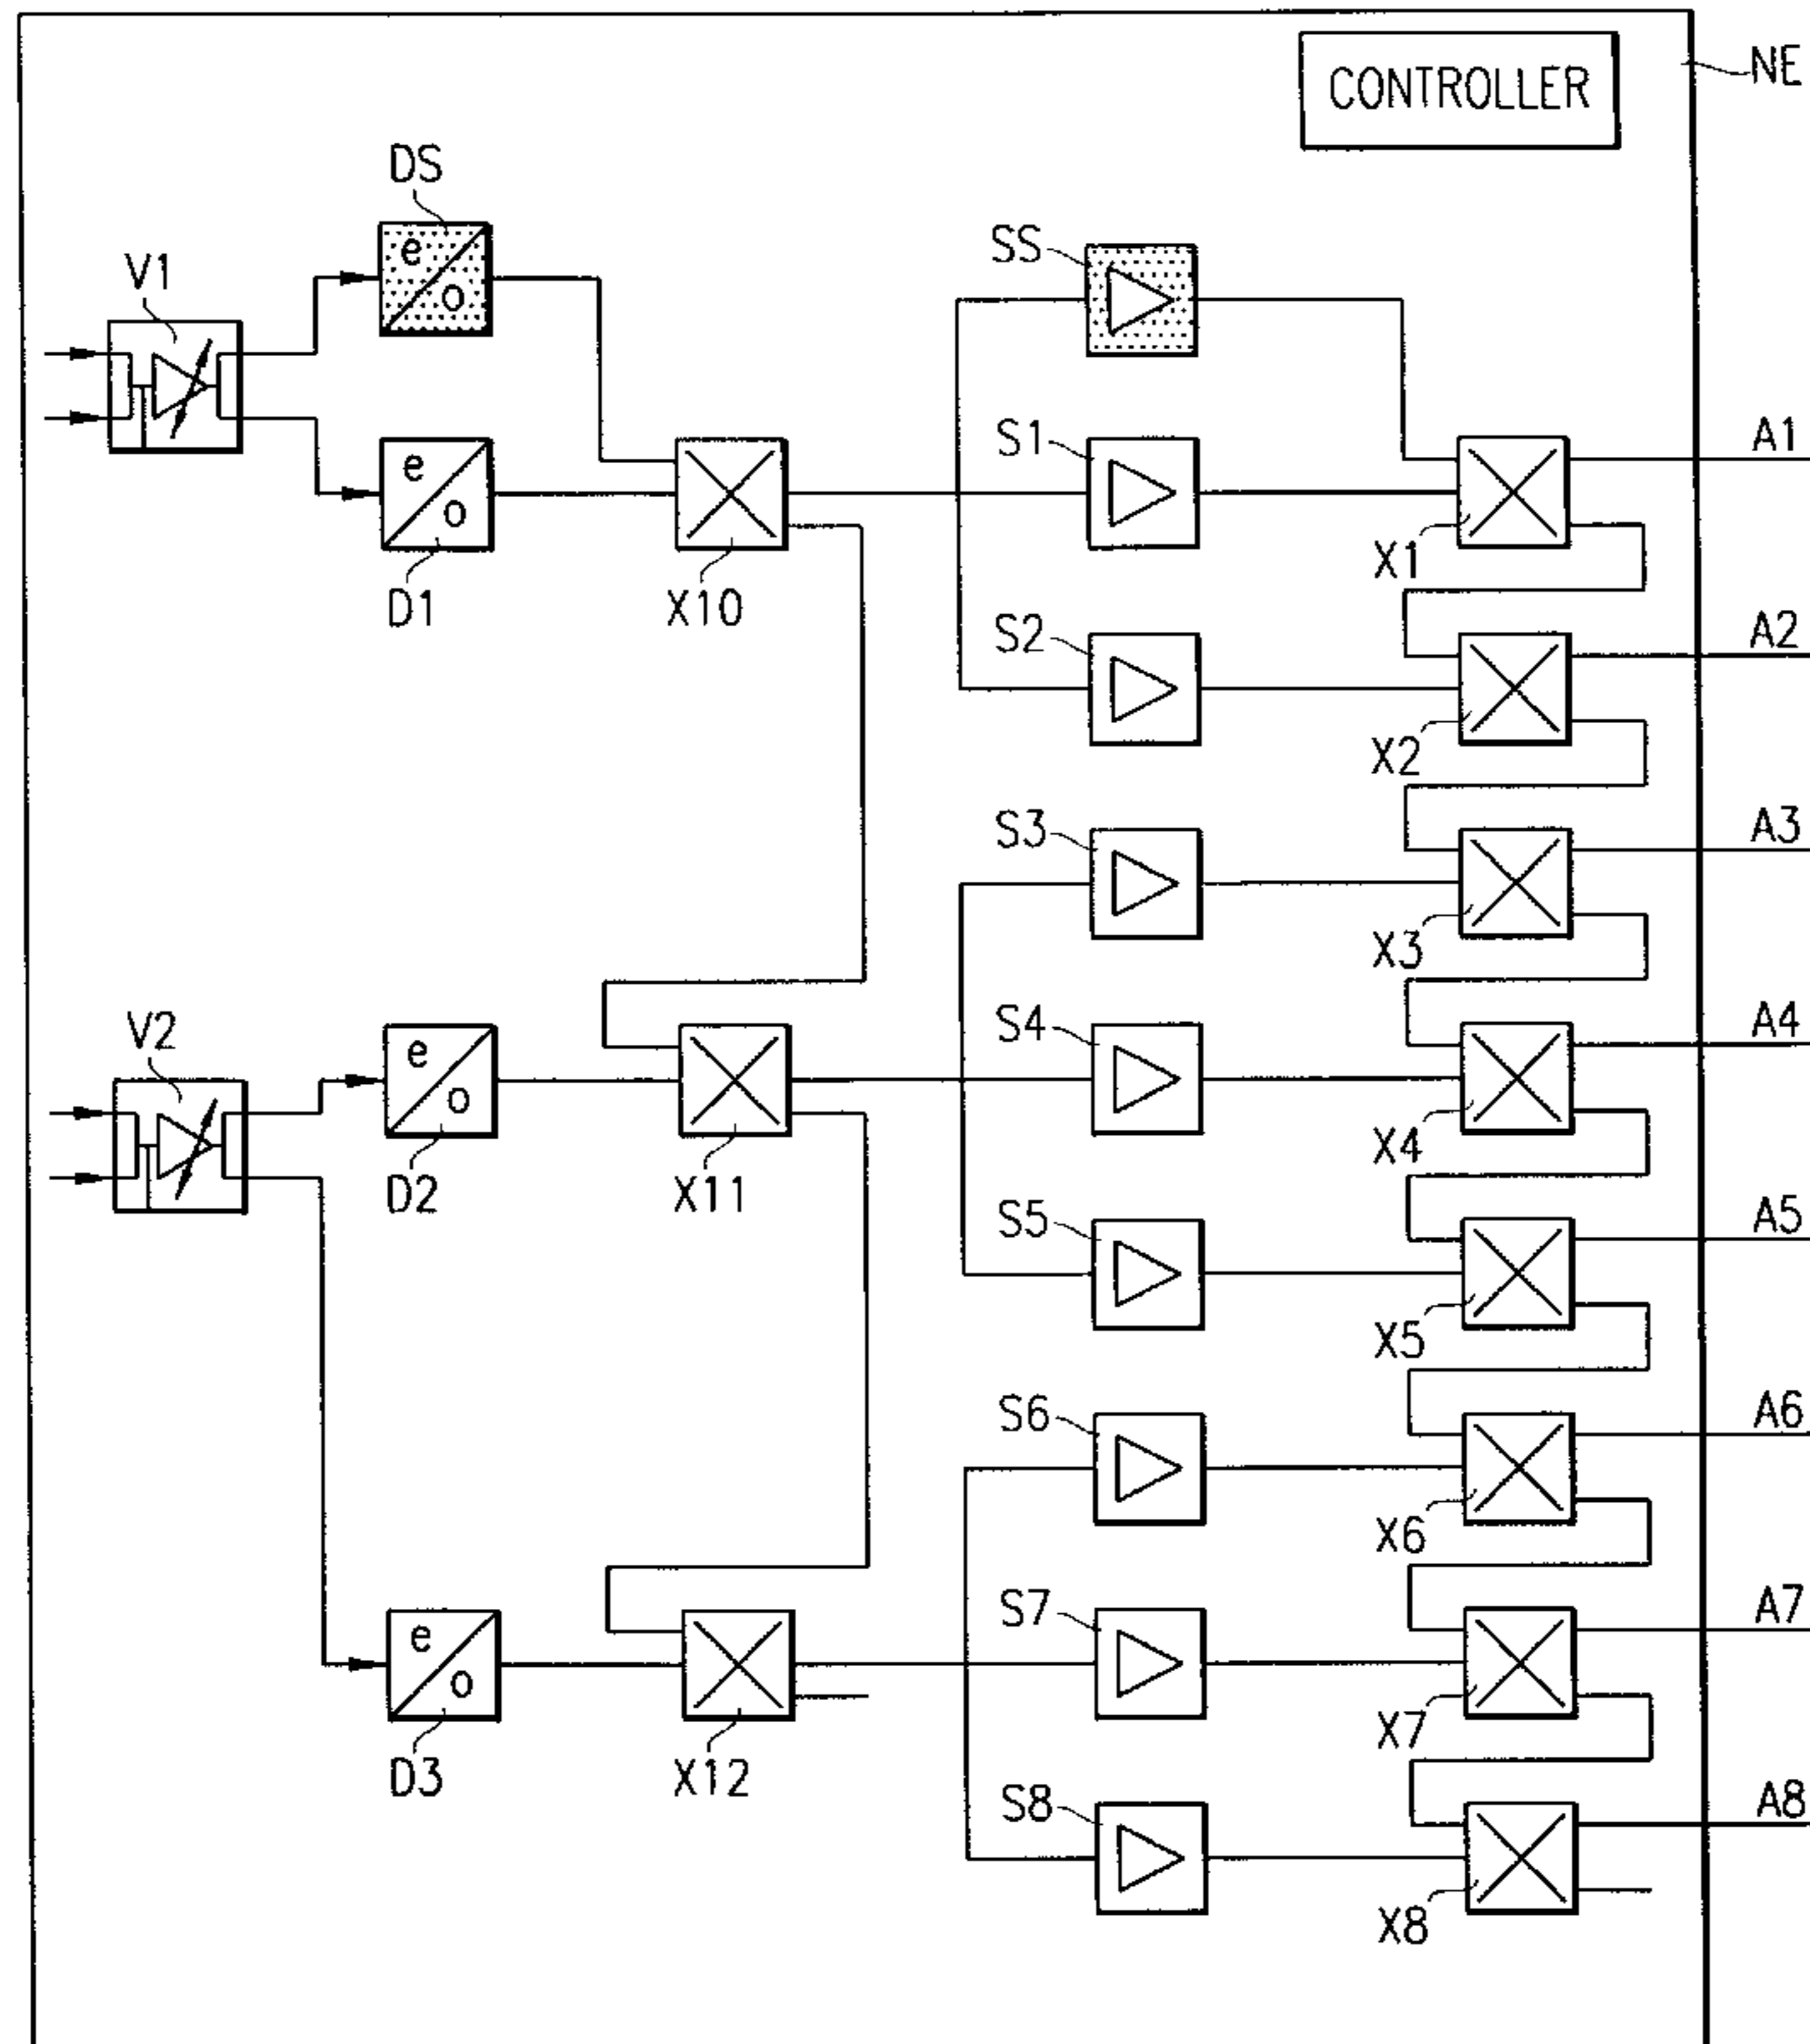 CONTROLLER
NE
DS
e
o
V1
SS
S1
A1
e
o
D1
X10
X1
S2
A2
X2
S3
A3
X3
V2
e
o
S4
A4
D2
X11
X4
S5
A5
X5
S6
A6
X6
e
o
S7
A7
D3
X12
X7
S8
A8
X8